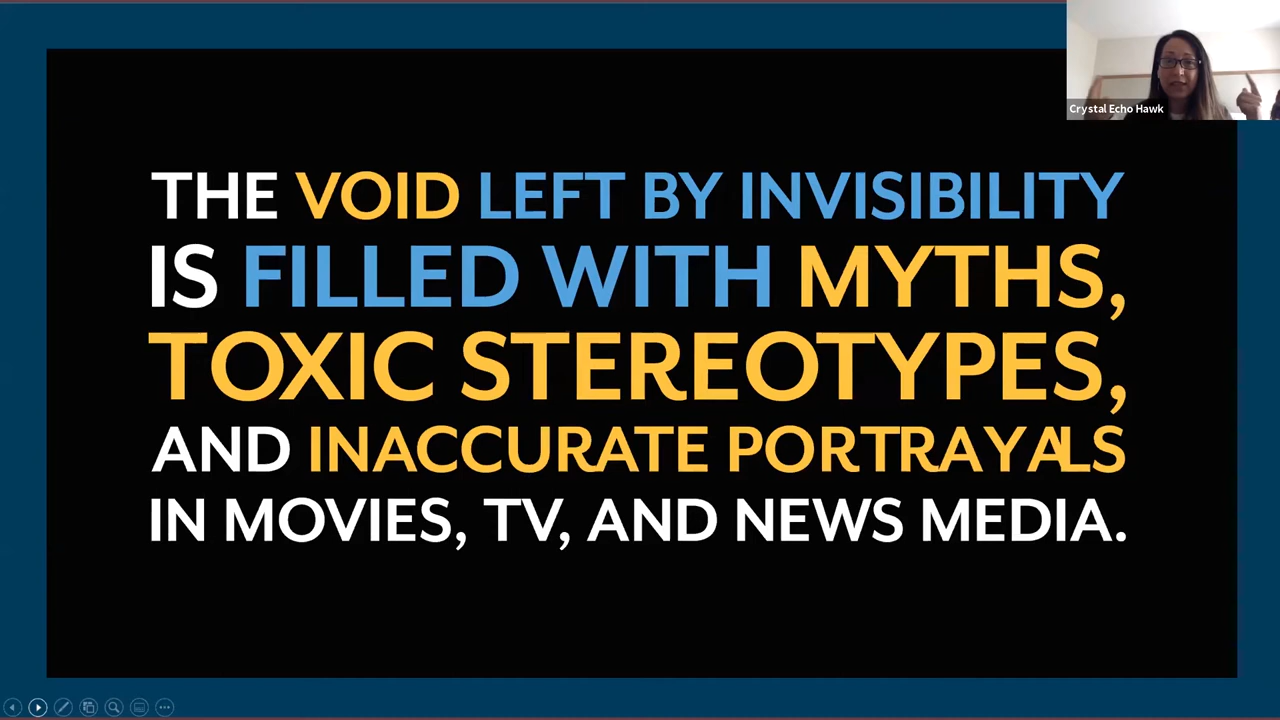 Crystal Echo Hawk
THE VOID LEFT BY INVISIBILITY
IS FILLED WITH MYTHS,
TOXIC STEREOTYPES,
AND INACCURATE PORTRAYALS
IN MOVIES, TV, AND NEWS MEDIA.